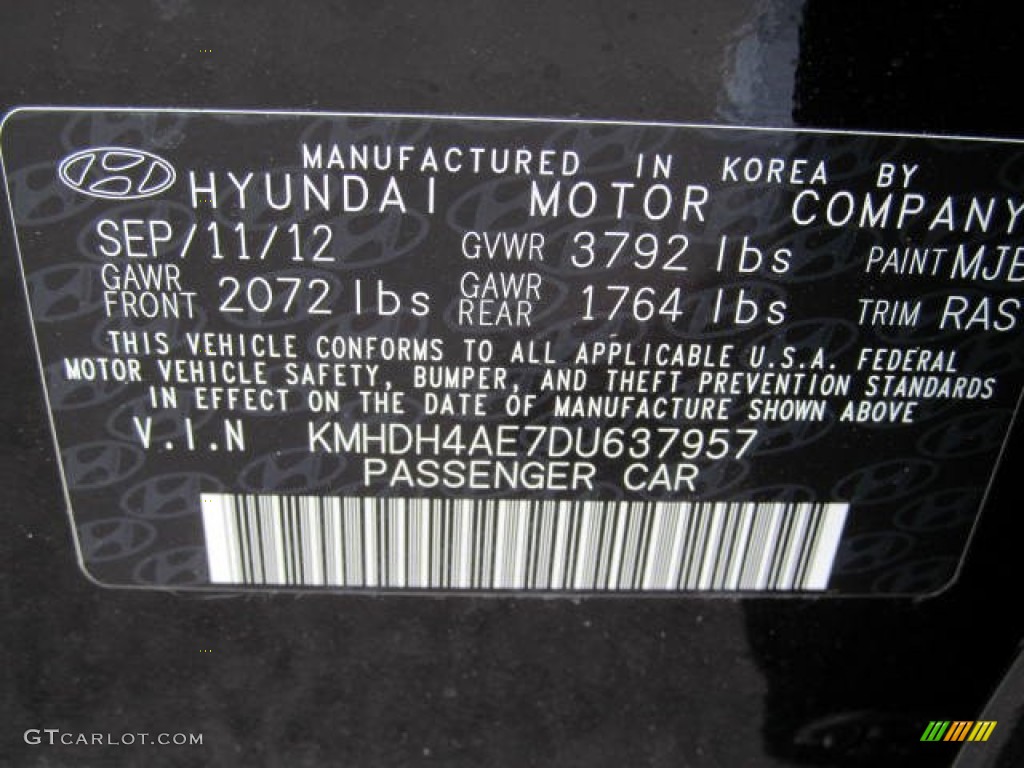 MANUFACTURED IN KOREA BY
HYUNDAI MOTOR COMPANY
SEP/11/12 GVWR 3792 lbs PAINT MJB
GAWR FRONT 2072 lbs GAWR REAR 1764 lbs TRIM RAS
THIS VEHICLE CONFORMS TO ALL APPLICABLE U.S.A. FEDERAL
MOTOR VEHICLE SAFETY, BUMPER, AND THEFT PREVENTION STANDARDS
IN EFFECT ON THE DATE OF MANUFACTURE SHOWN ABOVE
V.I.N KMHDH4AE7DU637957
PASSENGER CAR
GTCARLOT.COM